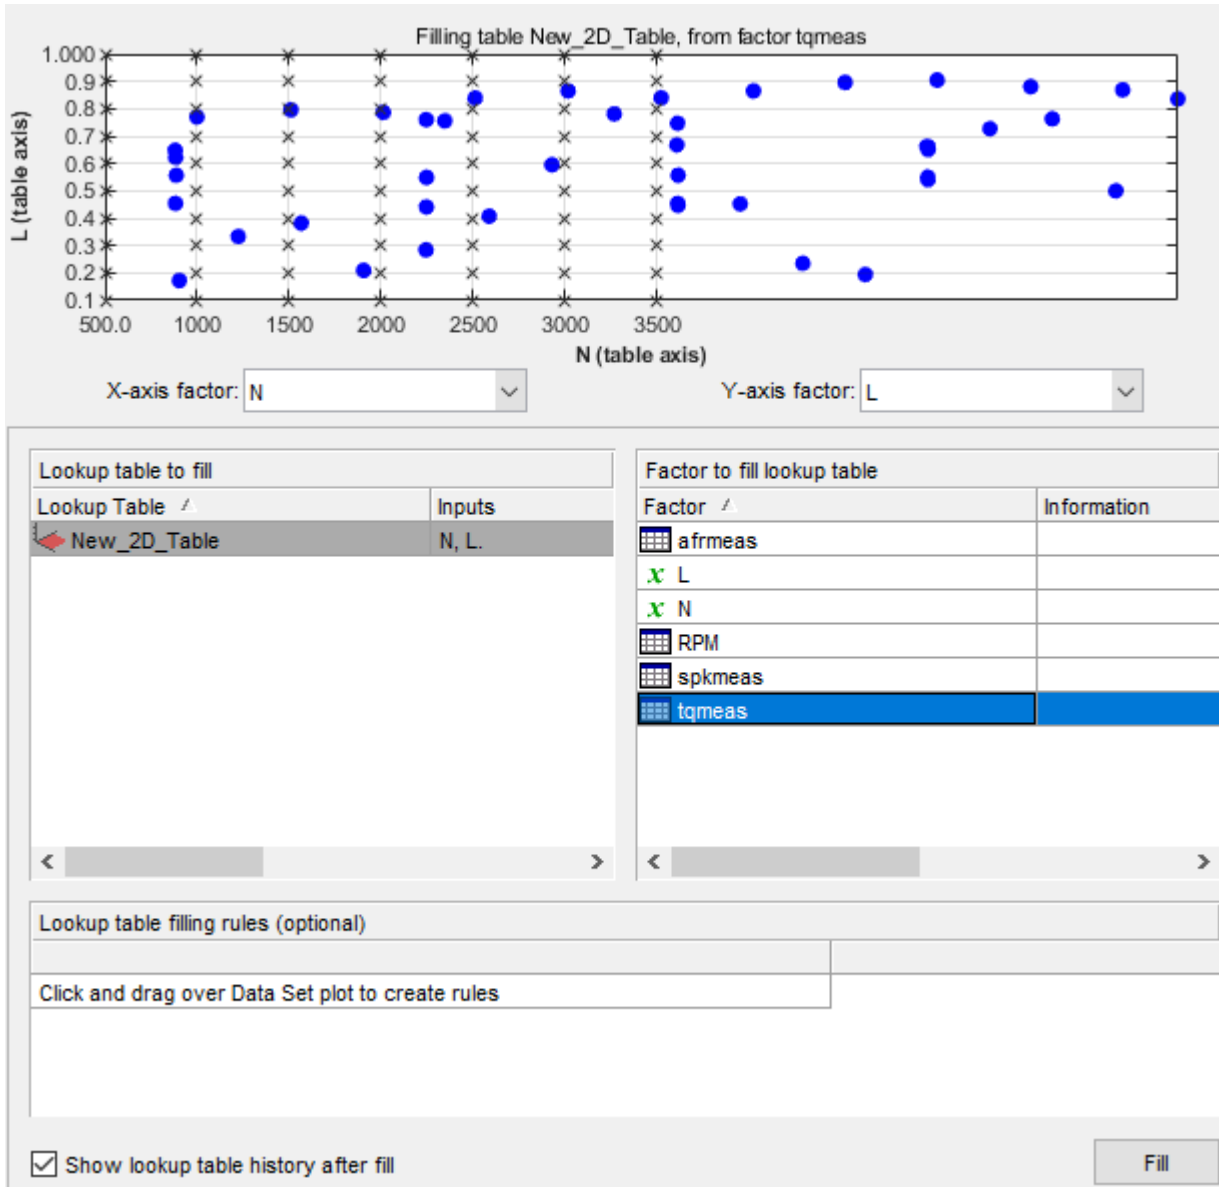 Filling table New_2D_Table, from factor tqmeas
1.000
0.9
0.8
0.7
0.6
0.5
0.4
0.3
0.2
0.1
L (table axis)
500.0 1000 1500 2000 2500 3000 3500
N (table axis)
X-axis factor: N Y-axis factor: L
Lookup table to fill
Lookup Table Inputs
New_2D_Table N, L.
Factor to fill lookup table
Factor Information
afrmeas
x L
x N
RPM
spkmeas
tqmeas
Lookup table filling rules (optional)
Click and drag over Data Set plot to create rules
Show lookup table history after fill Fill